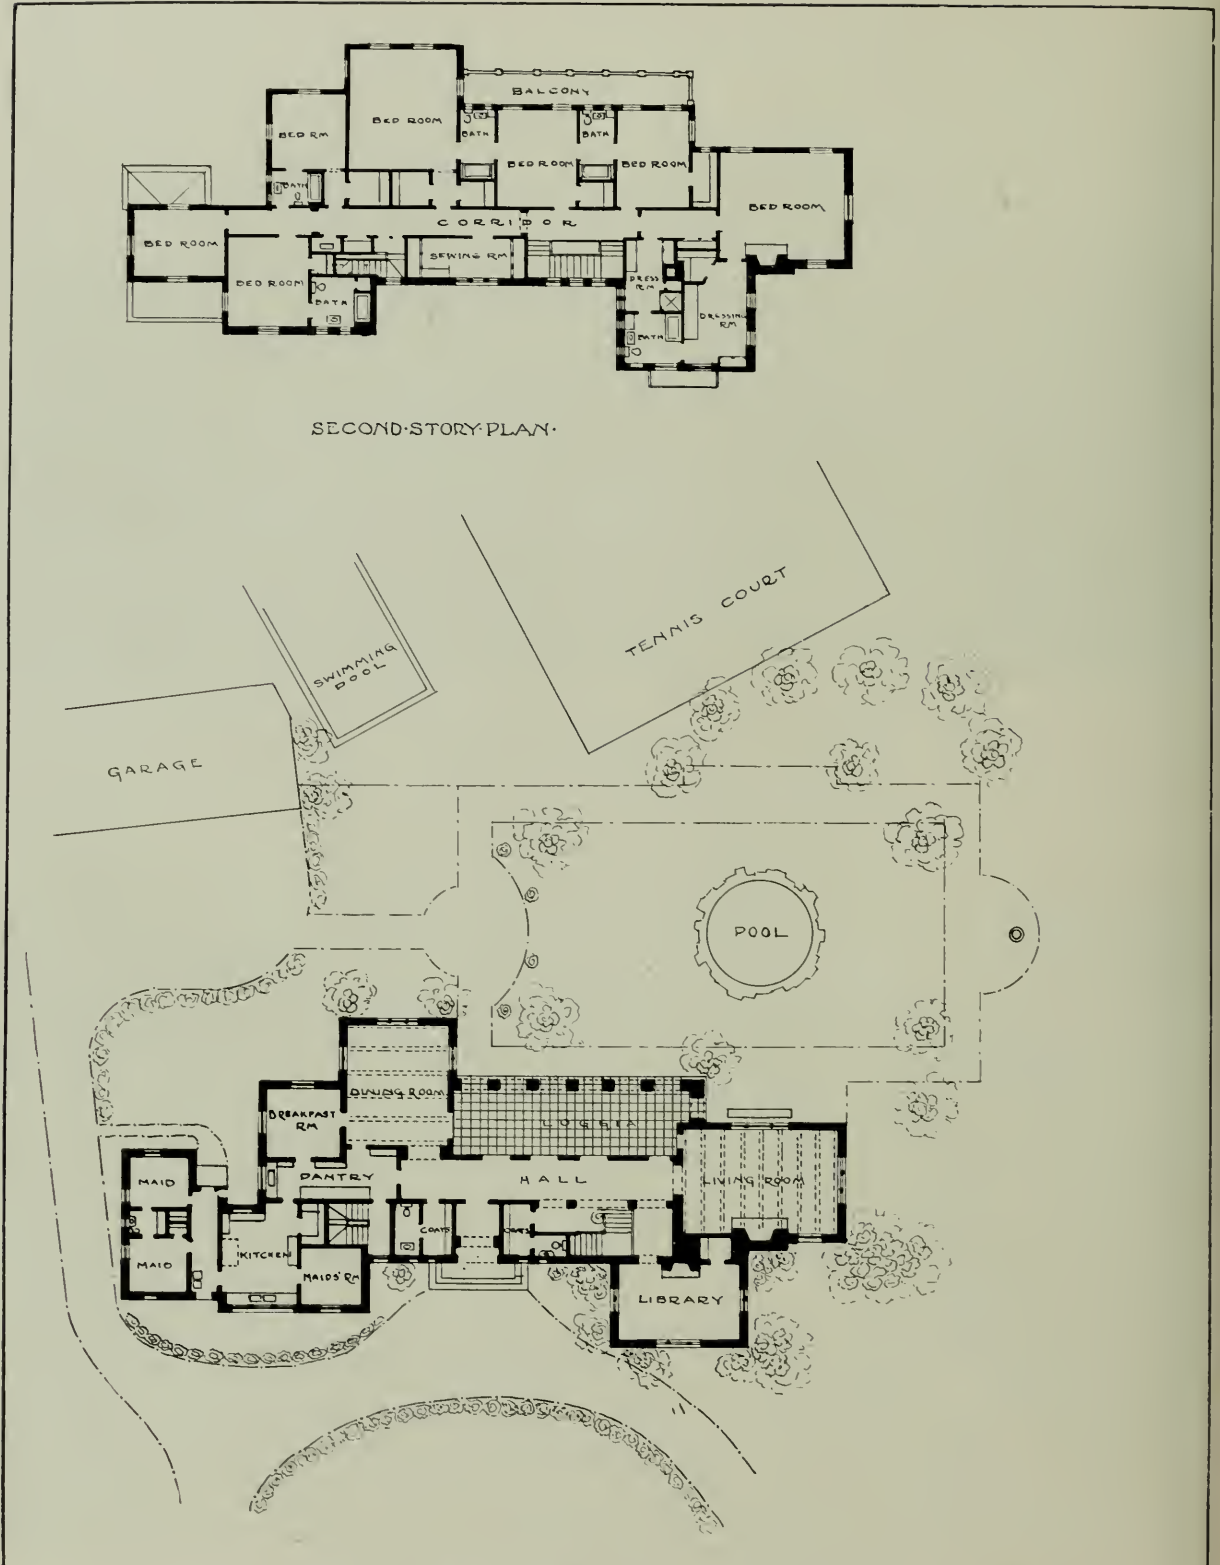 BALCONY
BED ROOM
BED RM
BATH
BATH
BED ROOM
BED ROOM
BATH
BED ROOM
CORRIDOR
BED ROOM
SEWING RM
BED ROOM
DRESS
RM
BATH
DRESSING
RM
BATH
SECOND·STORY·PLAN·
TENNIS COURT
SWIMMING
POOL
GARAGE
POOL
DINING ROOM
BREAKFAST
RM
LOGGIA
PANTRY
HALL
LIVING ROOM
MAID
COATS
COATS
KITCHEN
MAID
MAIDS' RM
LIBRARY